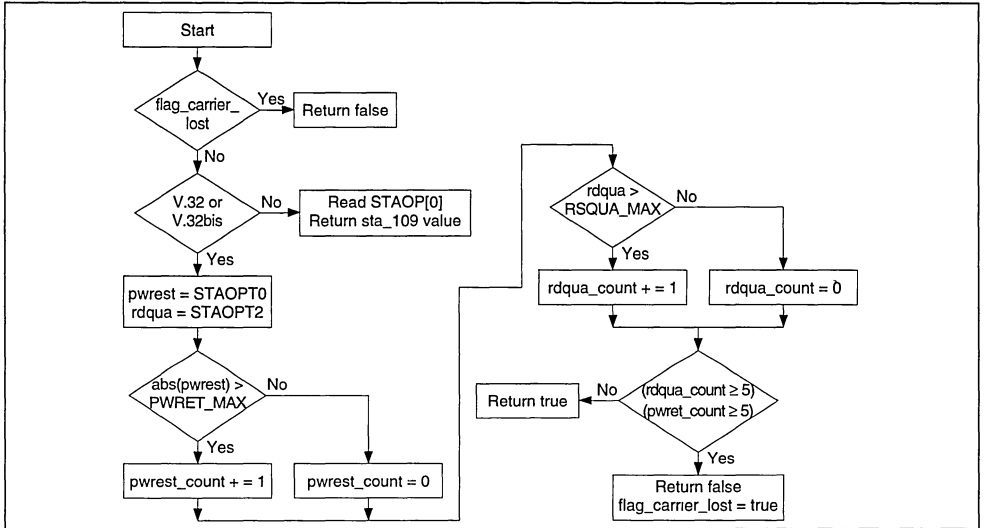 Start
flag_carrier_
lost
Yes
Return false
No
V.32 or
V.32bis
No
Read STAOP[0]
Return sta_109 value
Yes
pwrest = STAOPT0
rdqua = STAOPT2
abs(pwrest) >
PWRET_MAX
No
Yes
pwrest_count + = 1
pwrest_count = 0
rdqua >
RSQUA_MAX
No
Yes
rdqua_count + = 1
rdqua_count = 0
(rdqua_count ≥ 5)
(pwret_count ≥ 5)
No
Return true
Yes
Return false
flag_carrier_lost = true